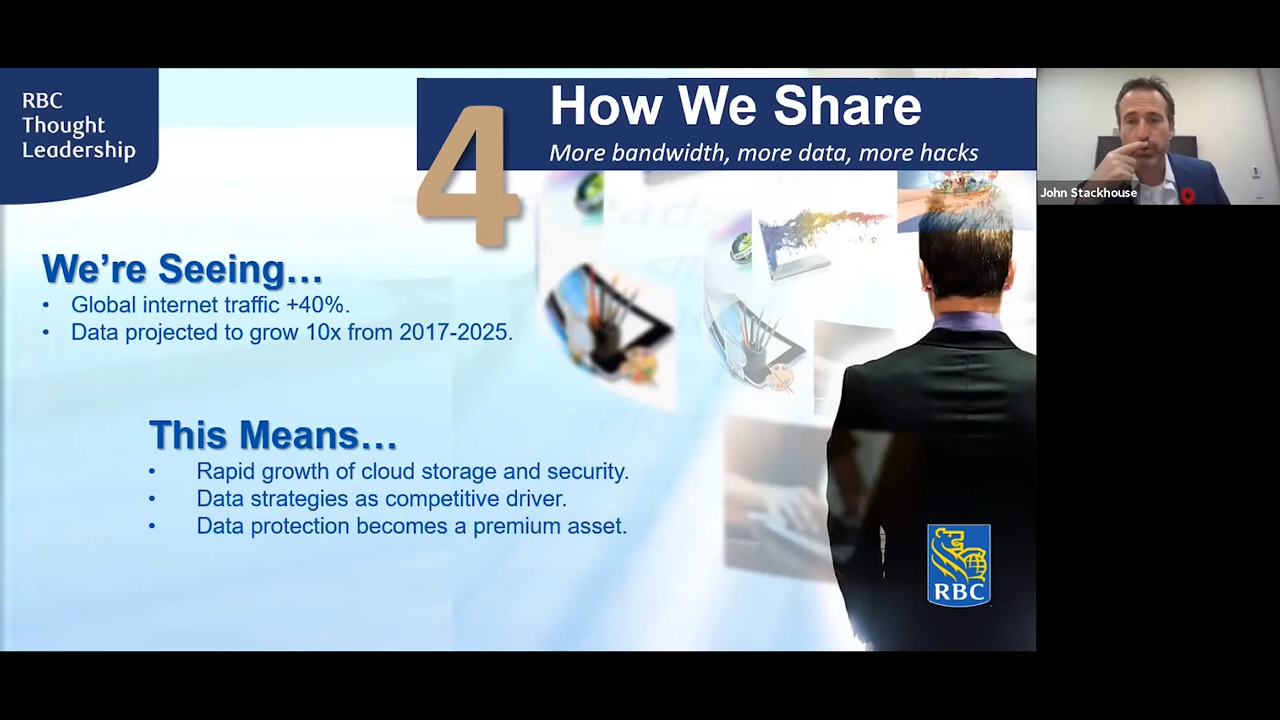 RBC
Thought
Leadership
4
How We Share
More bandwidth, more data, more hacks
John Stackhouse
We're Seeing…
• Global internet traffic +40%.
• Data projected to grow 10x from 2017-2025.
This Means…
• Rapid growth of cloud storage and security.
• Data strategies as competitive driver.
• Data protection becomes a premium asset.
RBC